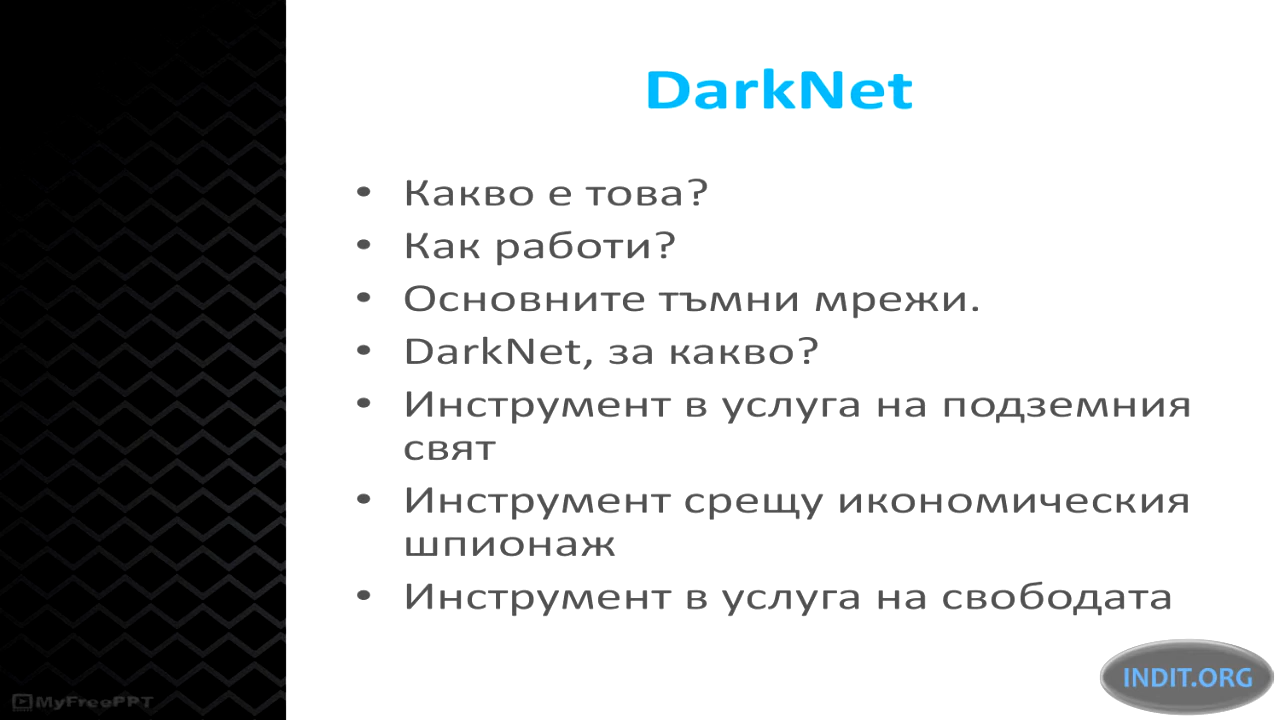 DarkNet
• Какво е това?
• Как работи?
• Основните тъмни мрежи.
• DarkNet, за какво?
• Инструмент в услуга на подземния
свят
• Инструмент срещу икономическия
шпионаж
• Инструмент в услуга на свободата
INDIT.ORG
MyFreePPT